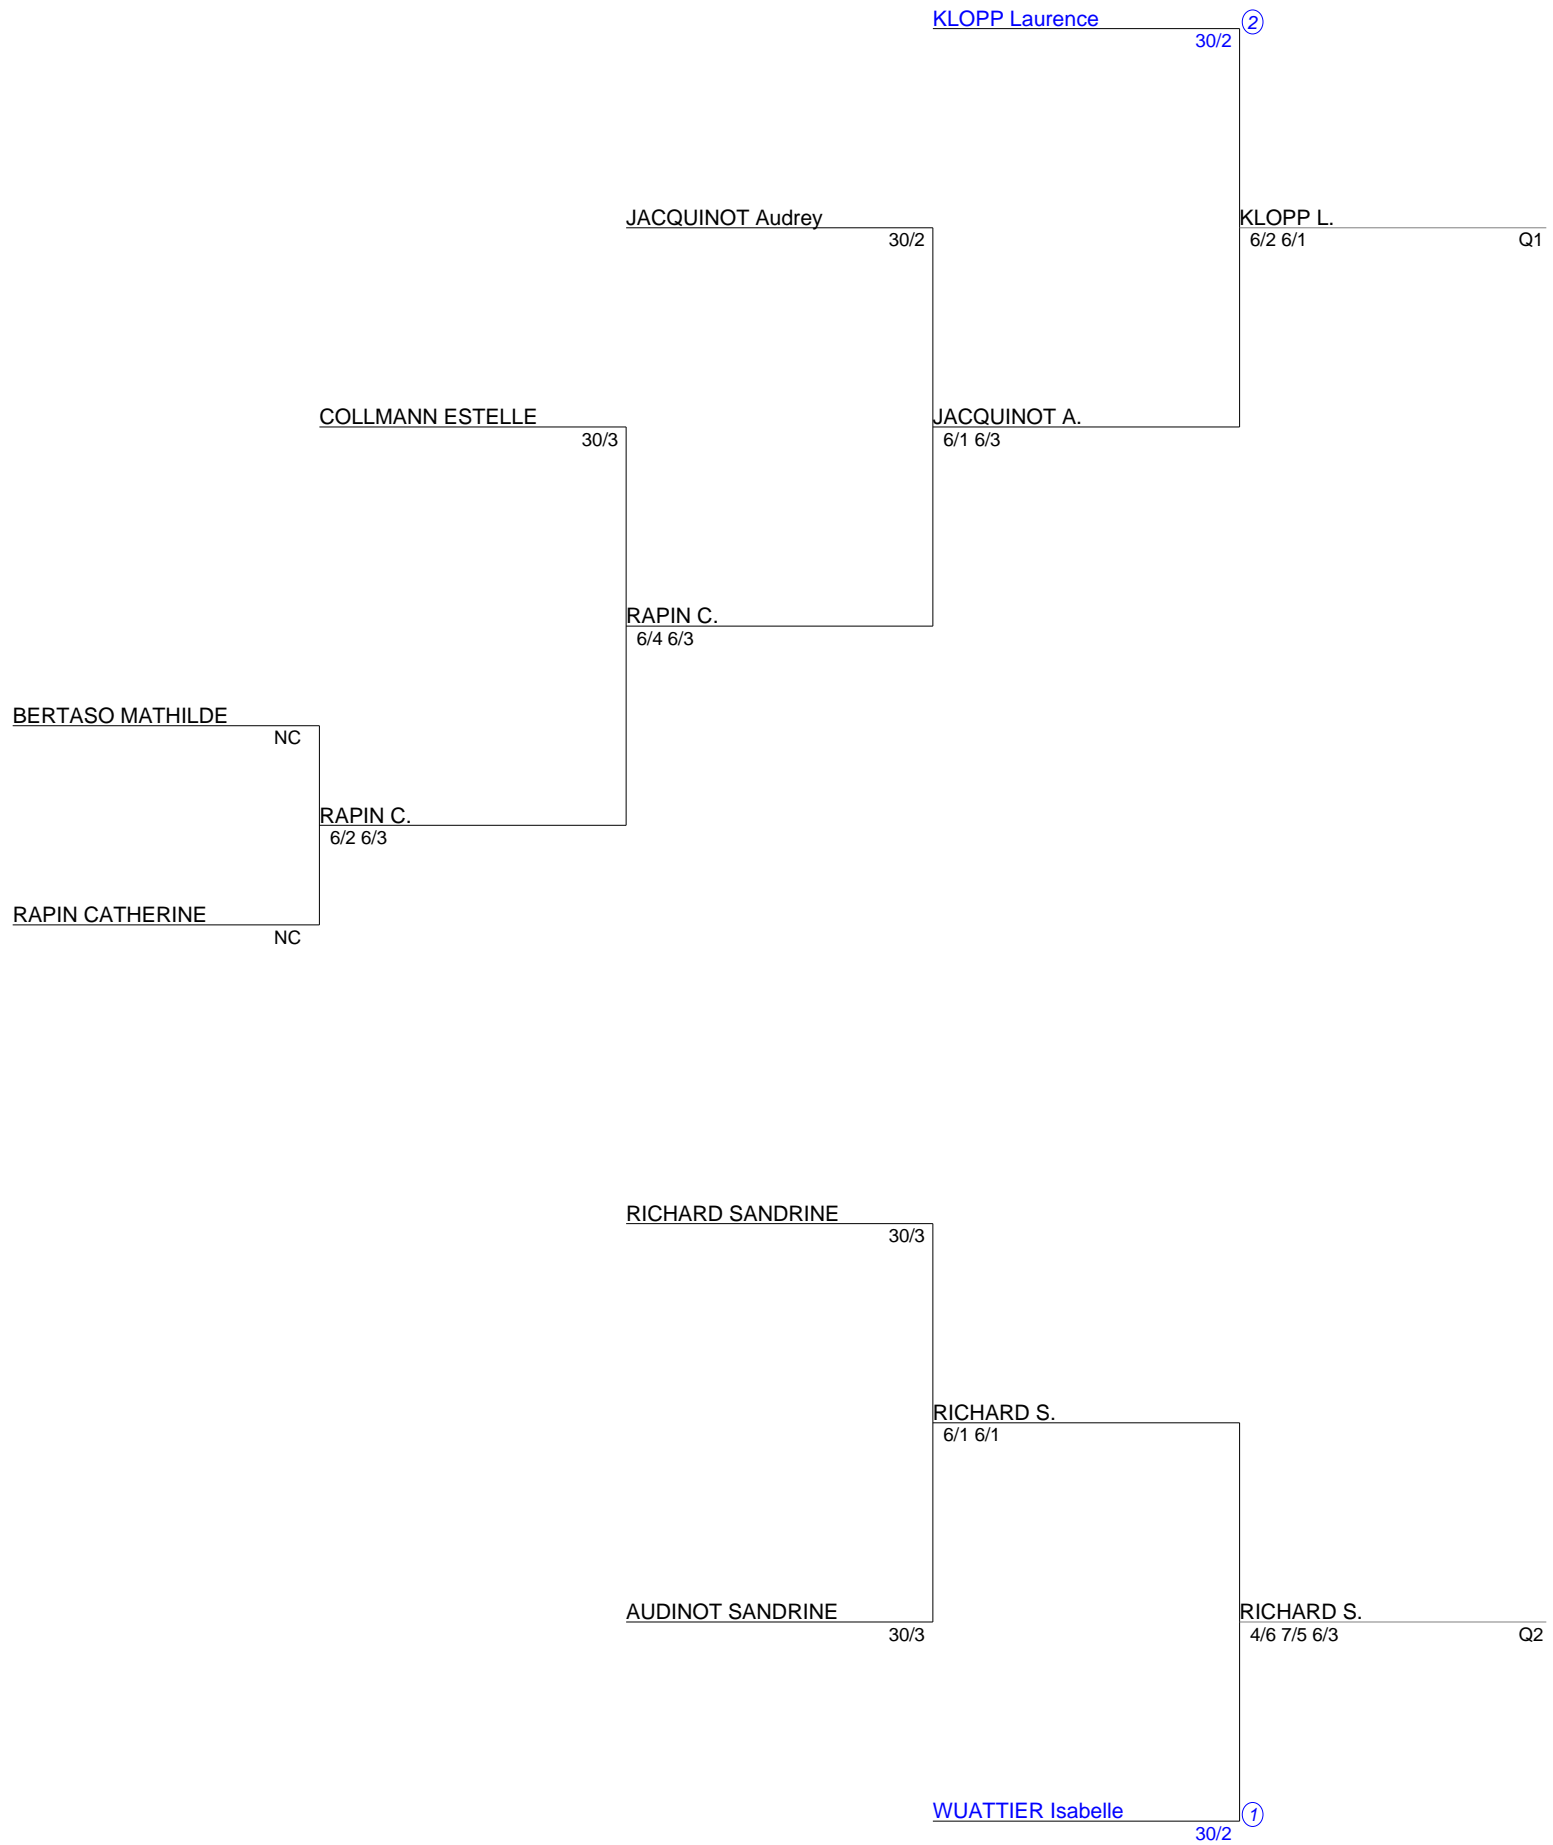 KLOPP Laurence
2
30/2
JACQUINOT Audrey
30/2
KLOPP L.
6/2 6/1
Q1
COLLMANN ESTELLE
30/3
JACQUINOT A.
6/1 6/3
RAPIN C.
6/4 6/3
BERTASO MATHILDE
NC
RAPIN C.
6/2 6/3
RAPIN CATHERINE
NC
RICHARD SANDRINE
30/3
RICHARD S.
6/1 6/1
AUDINOT SANDRINE
30/3
RICHARD S.
4/6 7/5 6/3
Q2
WUATTIER Isabelle
1
30/2